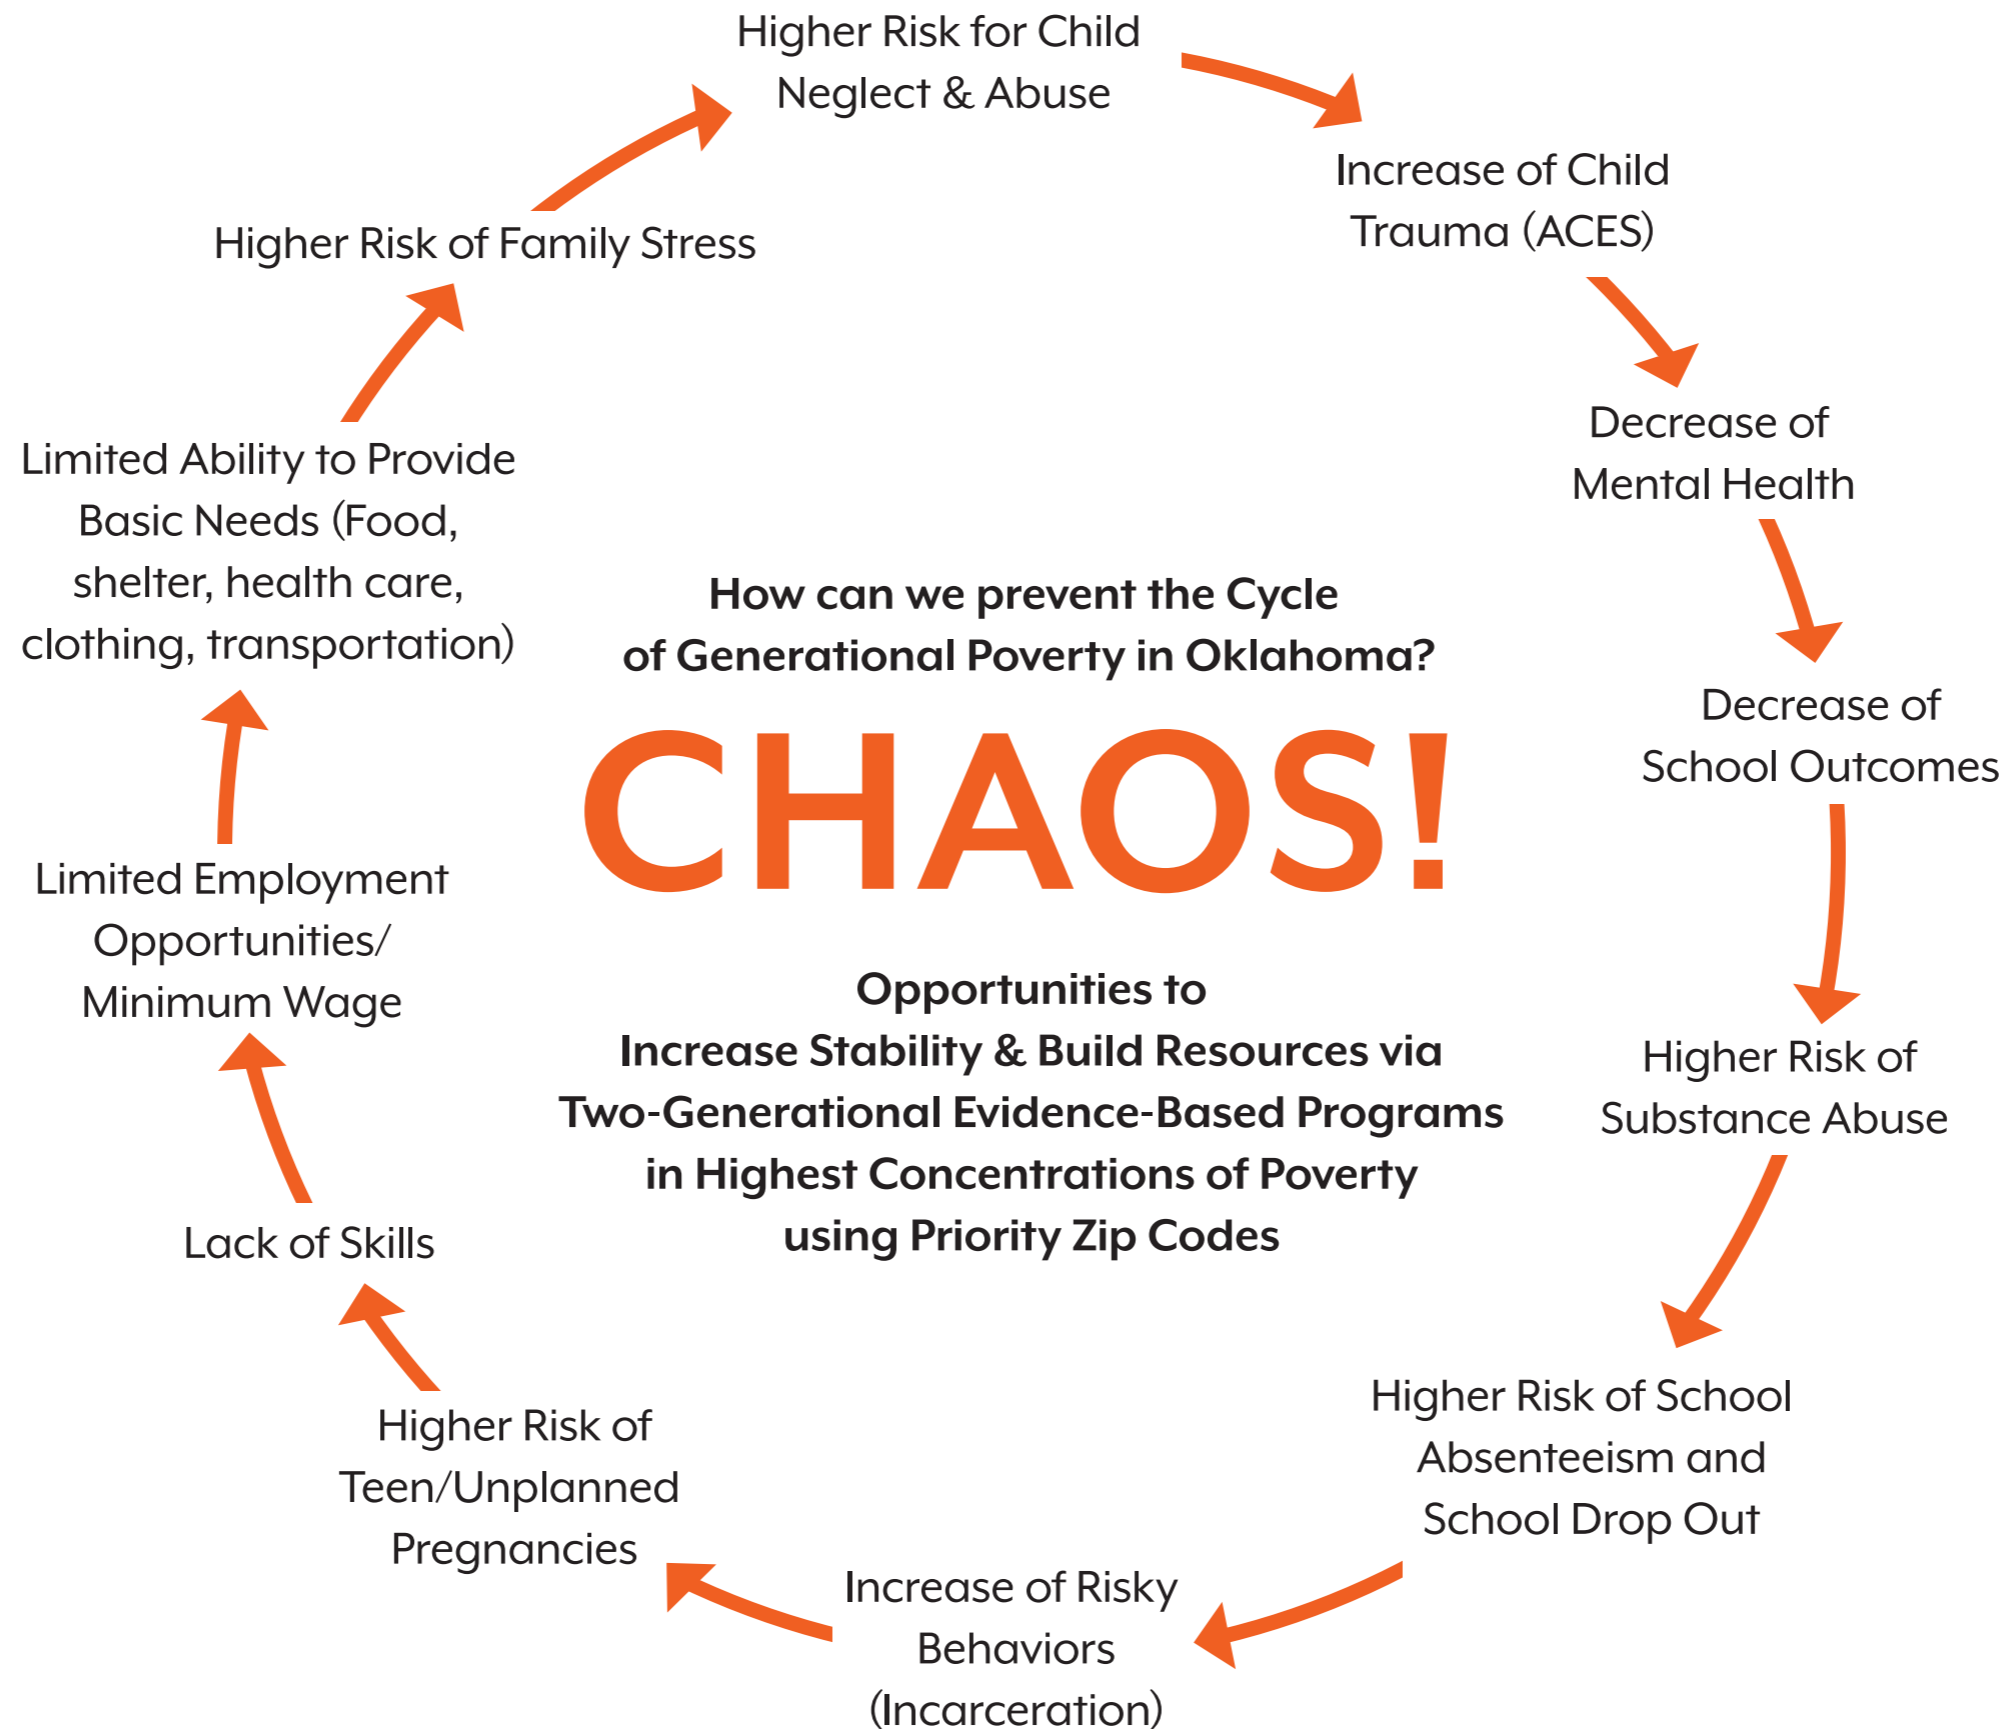 Higher Risk for Child
Neglect & Abuse
Increase of Child
Trauma (ACES)
Decrease of
Mental Health
Decrease of
School Outcomes
Higher Risk of
Substance Abuse
Higher Risk of School
Absenteeism and
School Drop Out
Increase of Risky
Behaviors
(Incarceration)
Higher Risk of
Teen/Unplanned
Pregnancies
Lack of Skills
Limited Employment
Opportunities/
Minimum Wage
Limited Ability to Provide
Basic Needs (Food,
shelter, health care,
clothing, transportation)
Higher Risk of Family Stress
How can we prevent the Cycle
of Generational Poverty in Oklahoma?
CHAOS!
Opportunities to
Increase Stability & Build Resources via
Two-Generational Evidence-Based Programs
in Highest Concentrations of Poverty
using Priority Zip Codes